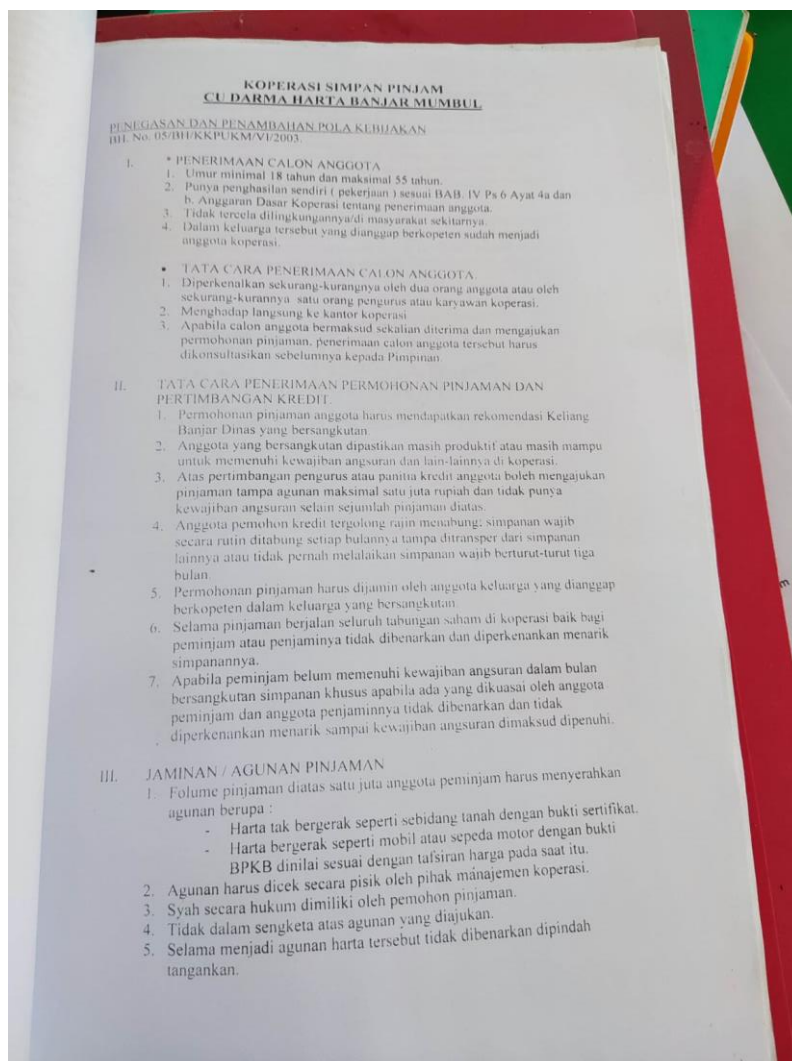 KOPERASI SIMPAN PINJAM
CU DARMA HARTA BANJAR MUMBUL
PENEGASAN DAN PENAMBAHAN POLA KEBIJAKAN
BH. No. 05/BH/KKPUKM/VI/2003.
I. * PENERIMAAN CALON ANGGOTA
1. Umur minimal 18 tahun dan maksimal 55 tahun.
2. Punya penghasilan sendiri ( pekerjaan ) sesuai BAB. IV Ps 6 Ayat 4a dan
b. Anggaran Dasar Koperasi tentang penerimaan anggota.
3. Tidak tercela dilingkungannya/di masyarakat sekitarnya.
4. Dalam keluarga tersebut yang dianggap berkopeten sudah menjadi
anggota koperasi.
• TATA CARA PENERIMAAN CALON ANGGOTA.
1. Diperkenalkan sekurang-kurangnya oleh dua orang anggota atau oleh
sekurang-kurannya satu orang pengurus atau karyawan koperasi.
2. Menghadap langsung ke kantor koperasi
3. Apabila calon anggota bermaksud sekalian diterima dan mengajukan
permohonan pinjaman, penerimaan calon anggota tersebut harus
dikonsultasikan sebelumnya kepada Pimpinan.
II. TATA CARA PENERIMAAN PERMOHONAN PINJAMAN DAN
PERTIMBANGAN KREDIT.
1. Permohonan pinjaman anggota harus mendapatkan rekomendasi Keliang
Banjar Dinas yang bersangkutan.
2. Anggota yang bersangkutan dipastikan masih produktif atau masih mampu
untuk memenuhi kewajiban angsuran dan lain-lainnya di koperasi.
3. Atas pertimbangan pengurus atau panitia kredit anggota boleh mengajukan
pinjaman tampa agunan maksimal satu juta rupiah dan tidak punya
kewajiban angsuran selain sejumlah pinjaman diatas.
4. Anggota pemohon kredit tergolong rajin menabung; simpanan wajib
secara rutin ditabung setiap bulannya tampa ditransper dari simpanan
lainnya atau tidak pernah melalaikan simpanan wajib berturut-turut tiga
bulan.
5. Permohonan pinjaman harus dijamin oleh anggota keluarga yang dianggap
berkopeten dalam keluarga yang bersangkutan.
6. Selama pinjaman berjalan seluruh tabungan saham di koperasi baik bagi
peminjam atau penjaminya tidak dibenarkan dan diperkenankan menarik
simpanannya.
7. Apabila peminjam belum memenuhi kewajiban angsuran dalam bulan
bersangkutan simpanan khusus apabila ada yang dikuasai oleh anggota
peminjam dan anggota penjaminnya tidak dibenarkan dan tidak
diperkenankan menarik sampai kewajiban angsuran dimaksud dipenuhi.
III. JAMINAN / AGUNAN PINJAMAN
1. Folume pinjaman diatas satu juta anggota peminjam harus menyerahkan
agunan berupa :
- Harta tak bergerak seperti sebidang tanah dengan bukti sertifikat.
- Harta bergerak seperti mobil atau sepeda motor dengan bukti
BPKB dinilai sesuai dengan tafsiran harga pada saat itu.
2. Agunan harus dicek secara pisik oleh pihak manajemen koperasi.
3. Syah secara hukum dimiliki oleh pemohon pinjaman.
4. Tidak dalam sengketa atas agunan yang diajukan.
5. Selama menjadi agunan harta tersebut tidak dibenarkan dipindah
tangankan.